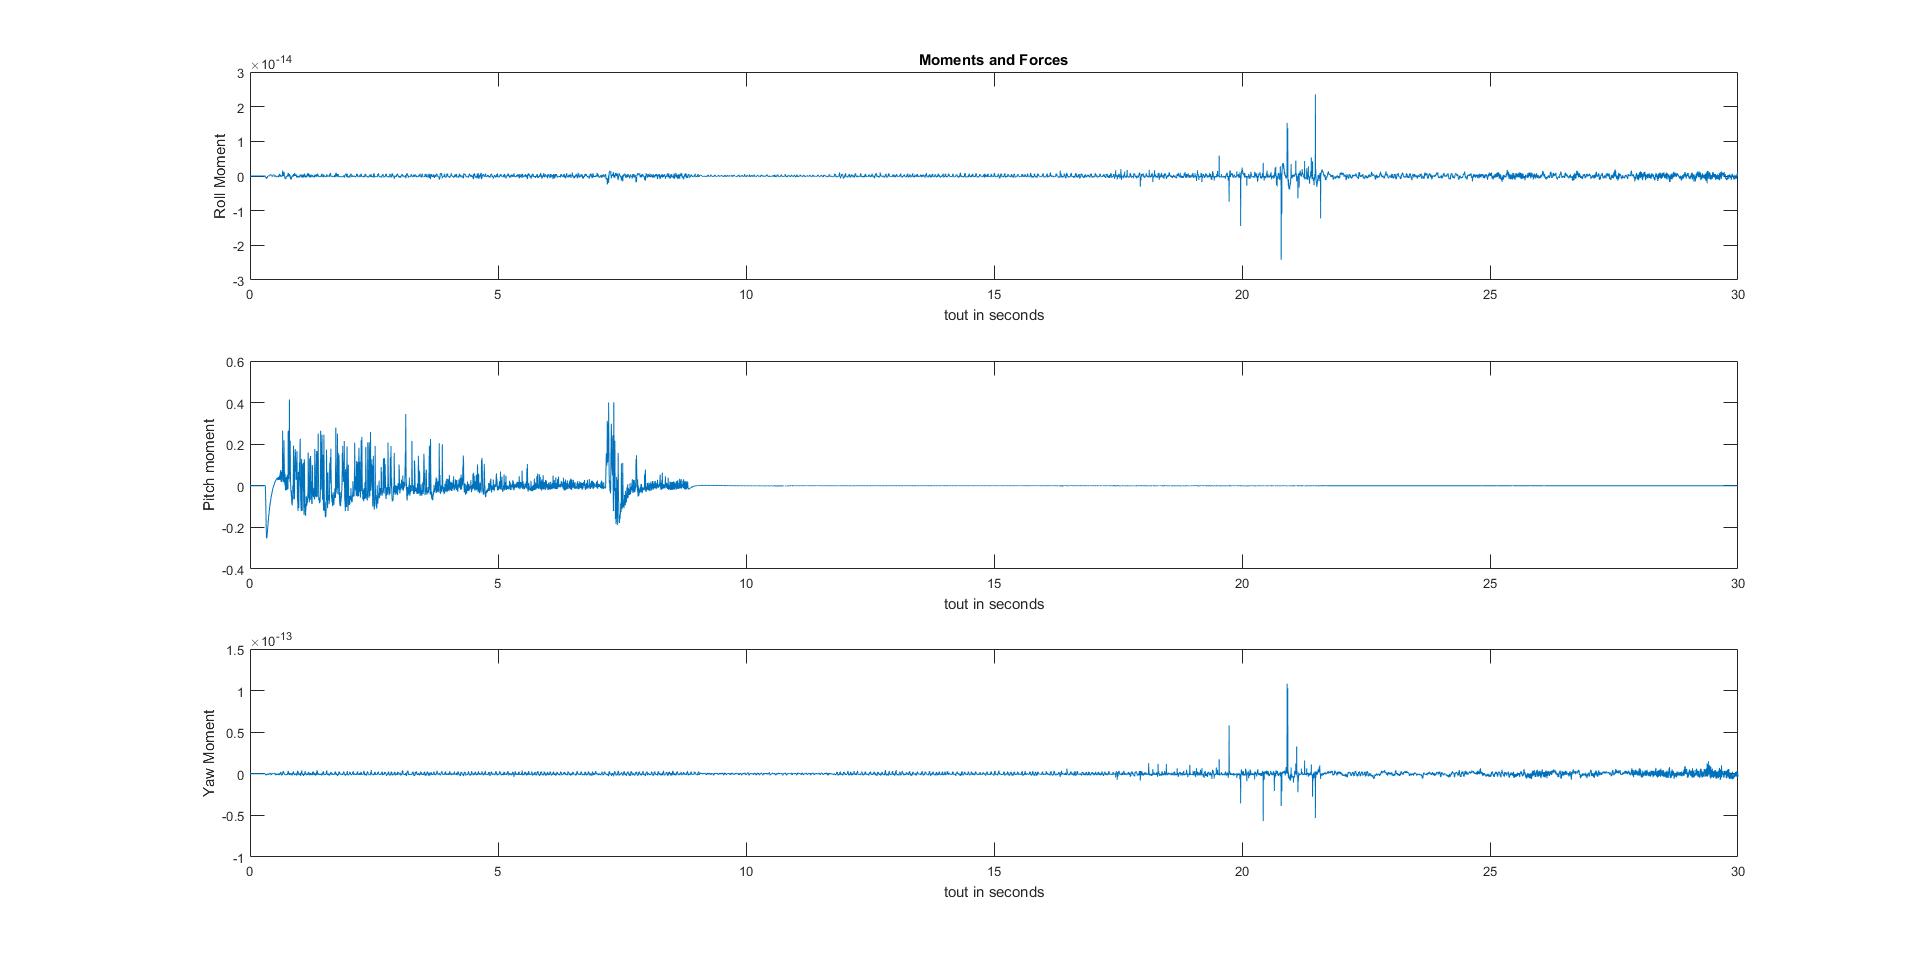 Moments and Forces
×10^-14
3
2
1
0
-1
-2
-3
Roll Moment
0 5 10 15 20 25 30
tout in seconds
0.6
0.4
0.2
0
-0.2
-0.4
Pitch moment
0 5 10 15 20 25 30
tout in seconds
×10^-13
1.5
1
0.5
0
-0.5
-1
Yaw Moment
0 5 10 15 20 25 30
tout in seconds